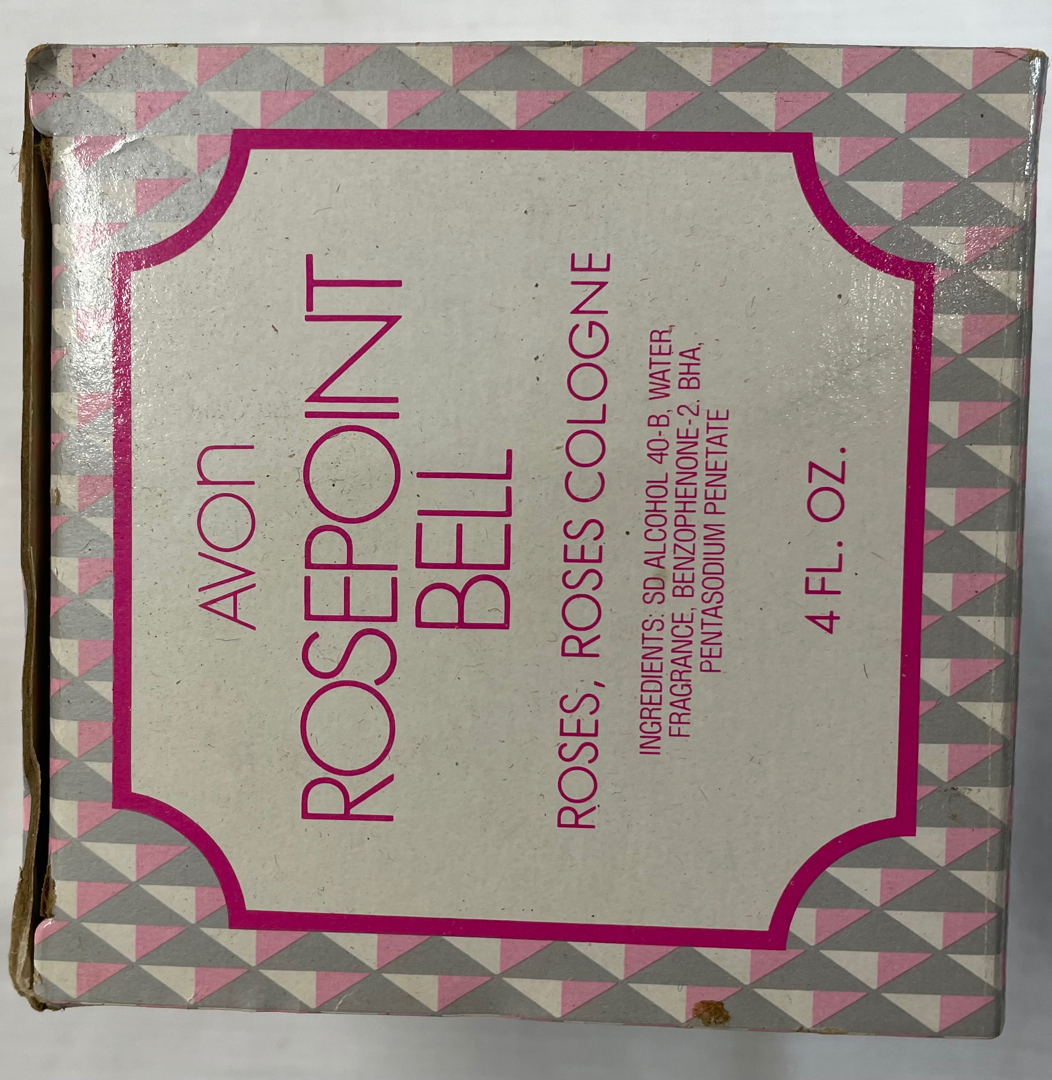 Avon
ROSEPOINT
BELL
ROSES, ROSES COLOGNE
INGREDIENTS: SD ALCOHOL 40-B, WATER,
FRAGRANCE, BENZOPHENONE-2, BHA,
PENTASODIUM PENETATE
4 FL. OZ.